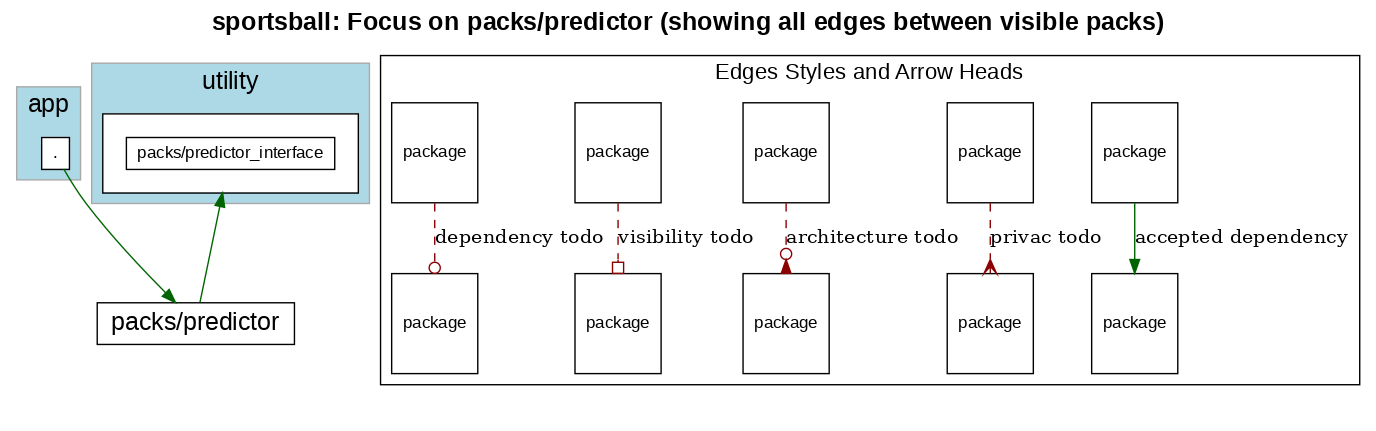 sportsball: Focus on packs/predictor (showing all edges between visible packs)
app
.
utility
packs/predictor_interface
packs/predictor
Edges Styles and Arrow Heads
package
package
package
package
package
dependency todo
visibility todo
architecture todo
privac todo
accepted dependency
package
package
package
package
package